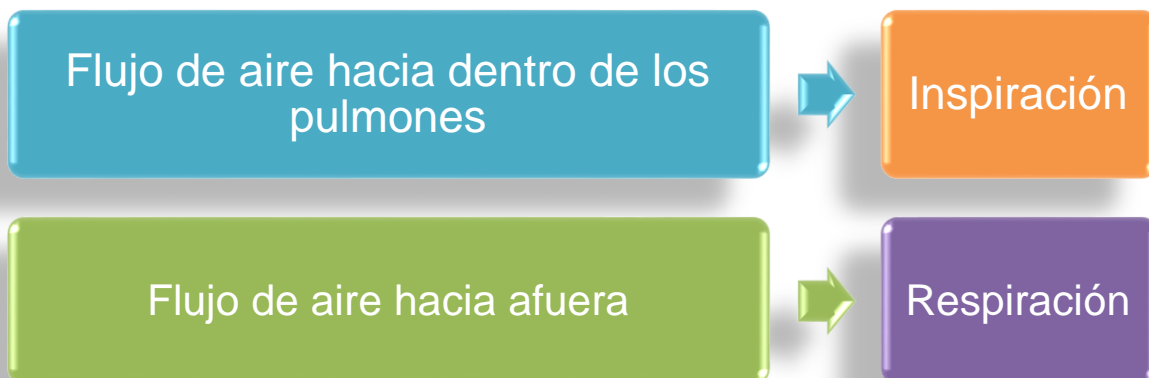 Flujo de aire hacia dentro de los
pulmones
Inspiración
Flujo de aire hacia afuera
Respiración